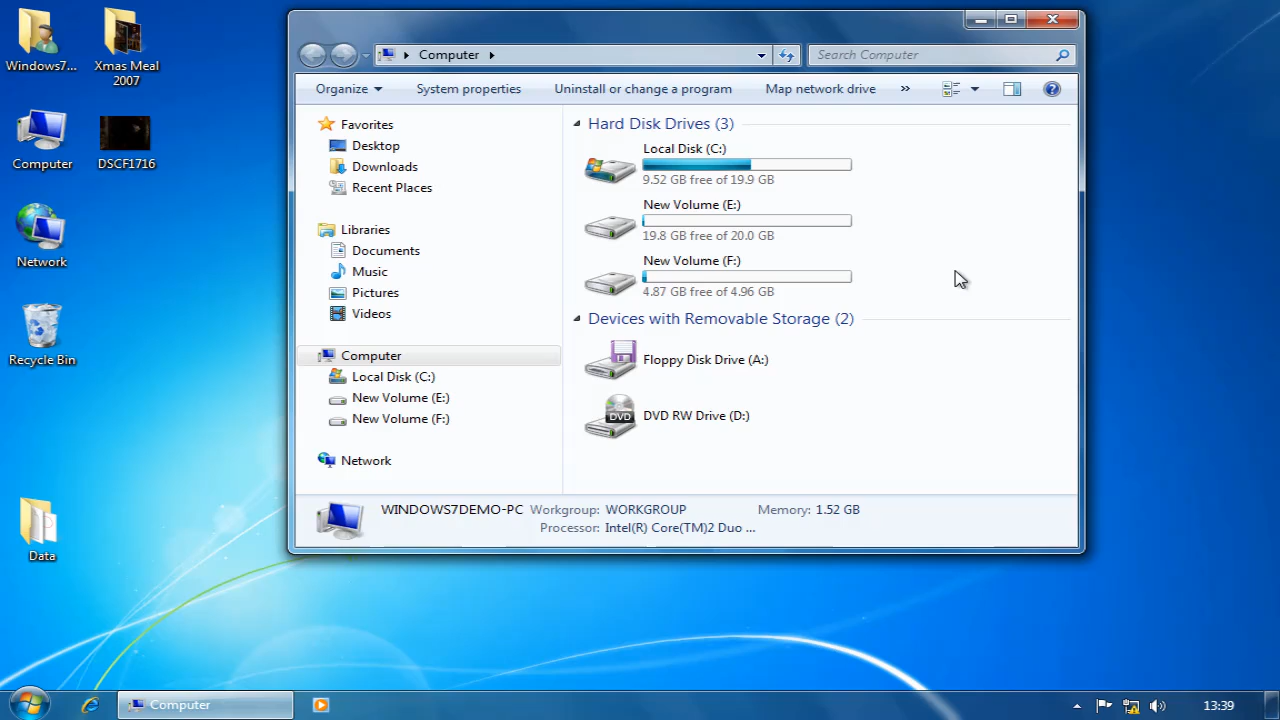 Windows7...
Xmas Meal
2007
Computer
DSCF1716
Network
Recycle Bin
Data
Computer
Search Computer
Organize
System properties
Uninstall or change a program
Map network drive
»
Favorites
Desktop
Downloads
Recent Places
Libraries
Documents
Music
Pictures
Videos
Computer
Local Disk (C:)
New Volume (E:)
New Volume (F:)
Network
Hard Disk Drives (3)
Local Disk (C:)
9.52 GB free of 19.9 GB
New Volume (E:)
19.8 GB free of 20.0 GB
New Volume (F:)
4.87 GB free of 4.96 GB
Devices with Removable Storage (2)
Floppy Disk Drive (A:)
DVD
DVD RW Drive (D:)
WINDOWS7DEMO-PC Workgroup: WORKGROUP Memory: 1.52 GB
Processor: Intel(R) Core(TM)2 Duo ...
Computer
13:39